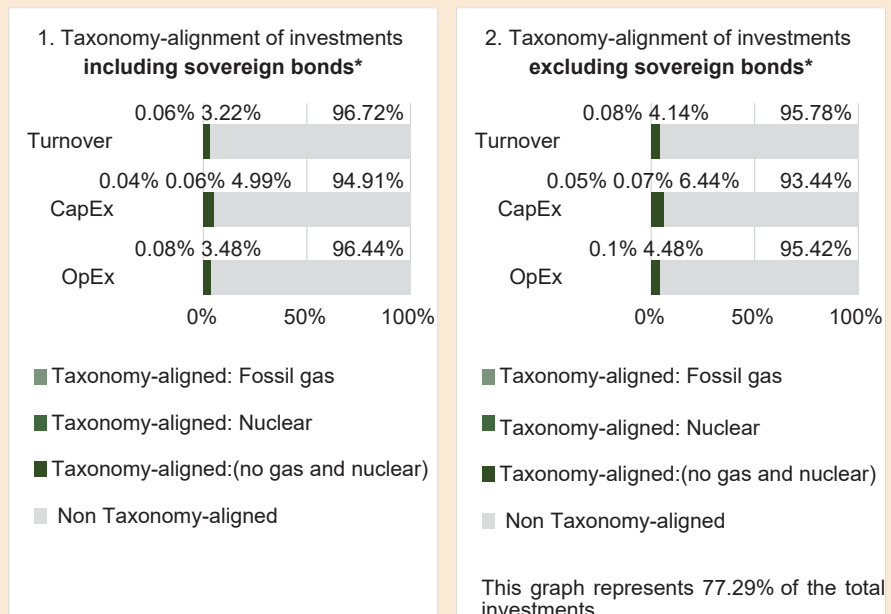 1. Taxonomy-alignment of investments
including sovereign bonds*
0.06% 3.22% 96.72%
Turnover
0.04% 0.06% 4.99% 94.91%
CapEx
0.08% 3.48% 96.44%
OpEx
0% 50% 100%
Taxonomy-aligned: Fossil gas
Taxonomy-aligned: Nuclear
Taxonomy-aligned:(no gas and nuclear)
Non Taxonomy-aligned
2. Taxonomy-alignment of investments
excluding sovereign bonds*
0.08% 4.14% 95.78%
Turnover
0.05% 0.07% 6.44% 93.44%
CapEx
0.1% 4.48% 95.42%
OpEx
0% 50% 100%
Taxonomy-aligned: Fossil gas
Taxonomy-aligned: Nuclear
Taxonomy-aligned:(no gas and nuclear)
Non Taxonomy-aligned
This graph represents 77.29% of the total
investments